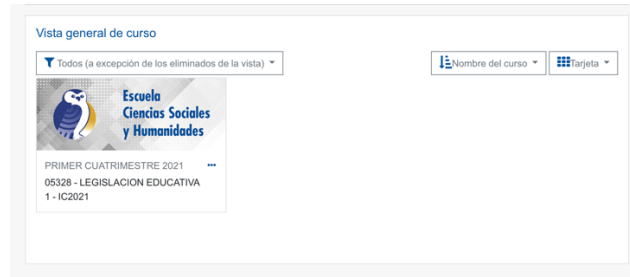 Vista general de curso
Todos (a excepción de los eliminados de la vista)
Nombre del curso
Tarjeta
Escuela
Ciencias Sociales
y Humanidades
PRIMER CUATRIMESTRE 2021
05328 - LEGISLACION EDUCATIVA
1 - IC2021